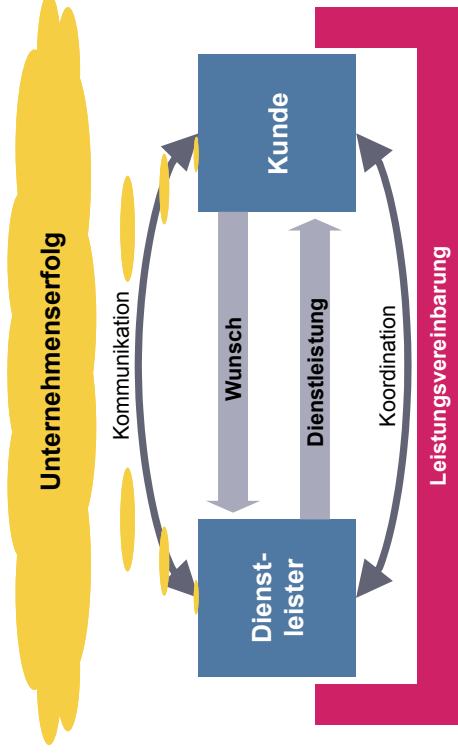 Unternehmenserfolg
Kommunikation
Dienst-
leister
Wunsch
Dienstleistung
Kunde
Koordination
Leistungsvereinbarung